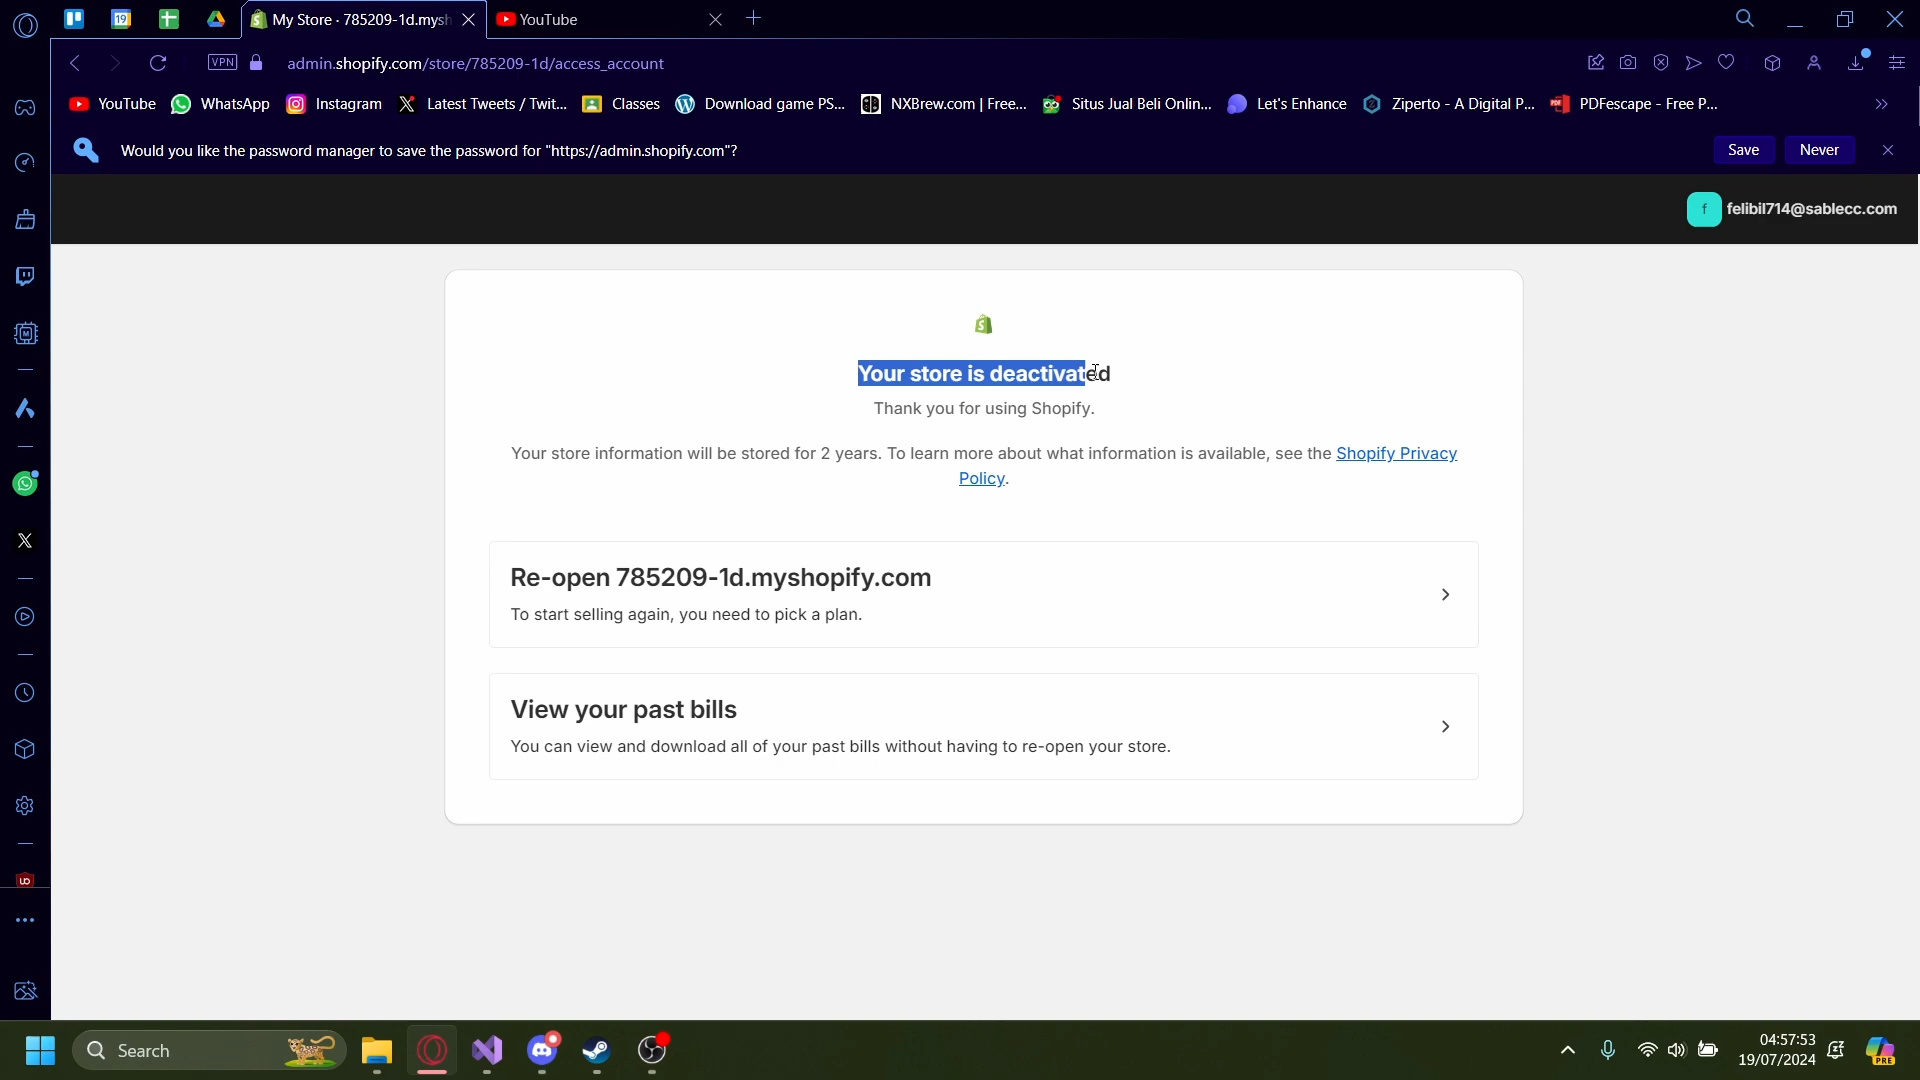 19
My Store · 785209-1d.mysh
YouTube
VPN
admin.shopify.com/store/785209-1d/access_account
YouTube
WhatsApp
Instagram
Latest Tweets / Twit...
Classes
Download game PS...
NXBrew.com | Free...
Situs Jual Beli Onlin...
Let's Enhance
Ziperto - A Digital P...
PDFescape - Free P...
Would you like the password manager to save the password for "https://admin.shopify.com"?
Save
Never
f
felibil714@sablecc.com
Your store is deactivated
Thank you for using Shopify.
Your store information will be stored for 2 years. To learn more about what information is available, see the Shopify Privacy
Policy.
Re-open 785209-1d.myshopify.com
To start selling again, you need to pick a plan.
View your past bills
You can view and download all of your past bills without having to re-open your store.
Search
04:57:53
19/07/2024
PRE